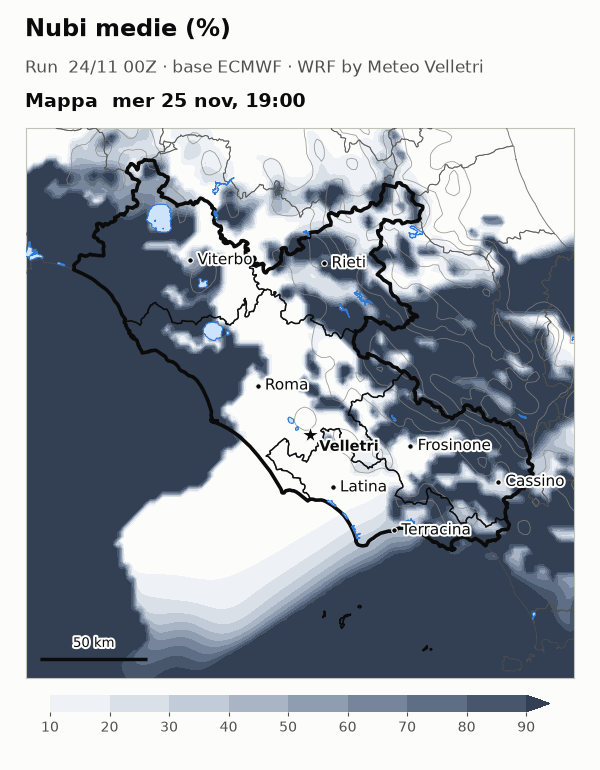 Nubi medie (%)
Run  24/11 00Z · base ECMWF · WRF by Meteo Velletri
Mappa  mer 25 nov, 19:00
Viterbo
Rieti
Roma
Velletri
Frosinone
Latina
Cassino
Terracina
50 km
10 20 30 40 50 60 70 80 90